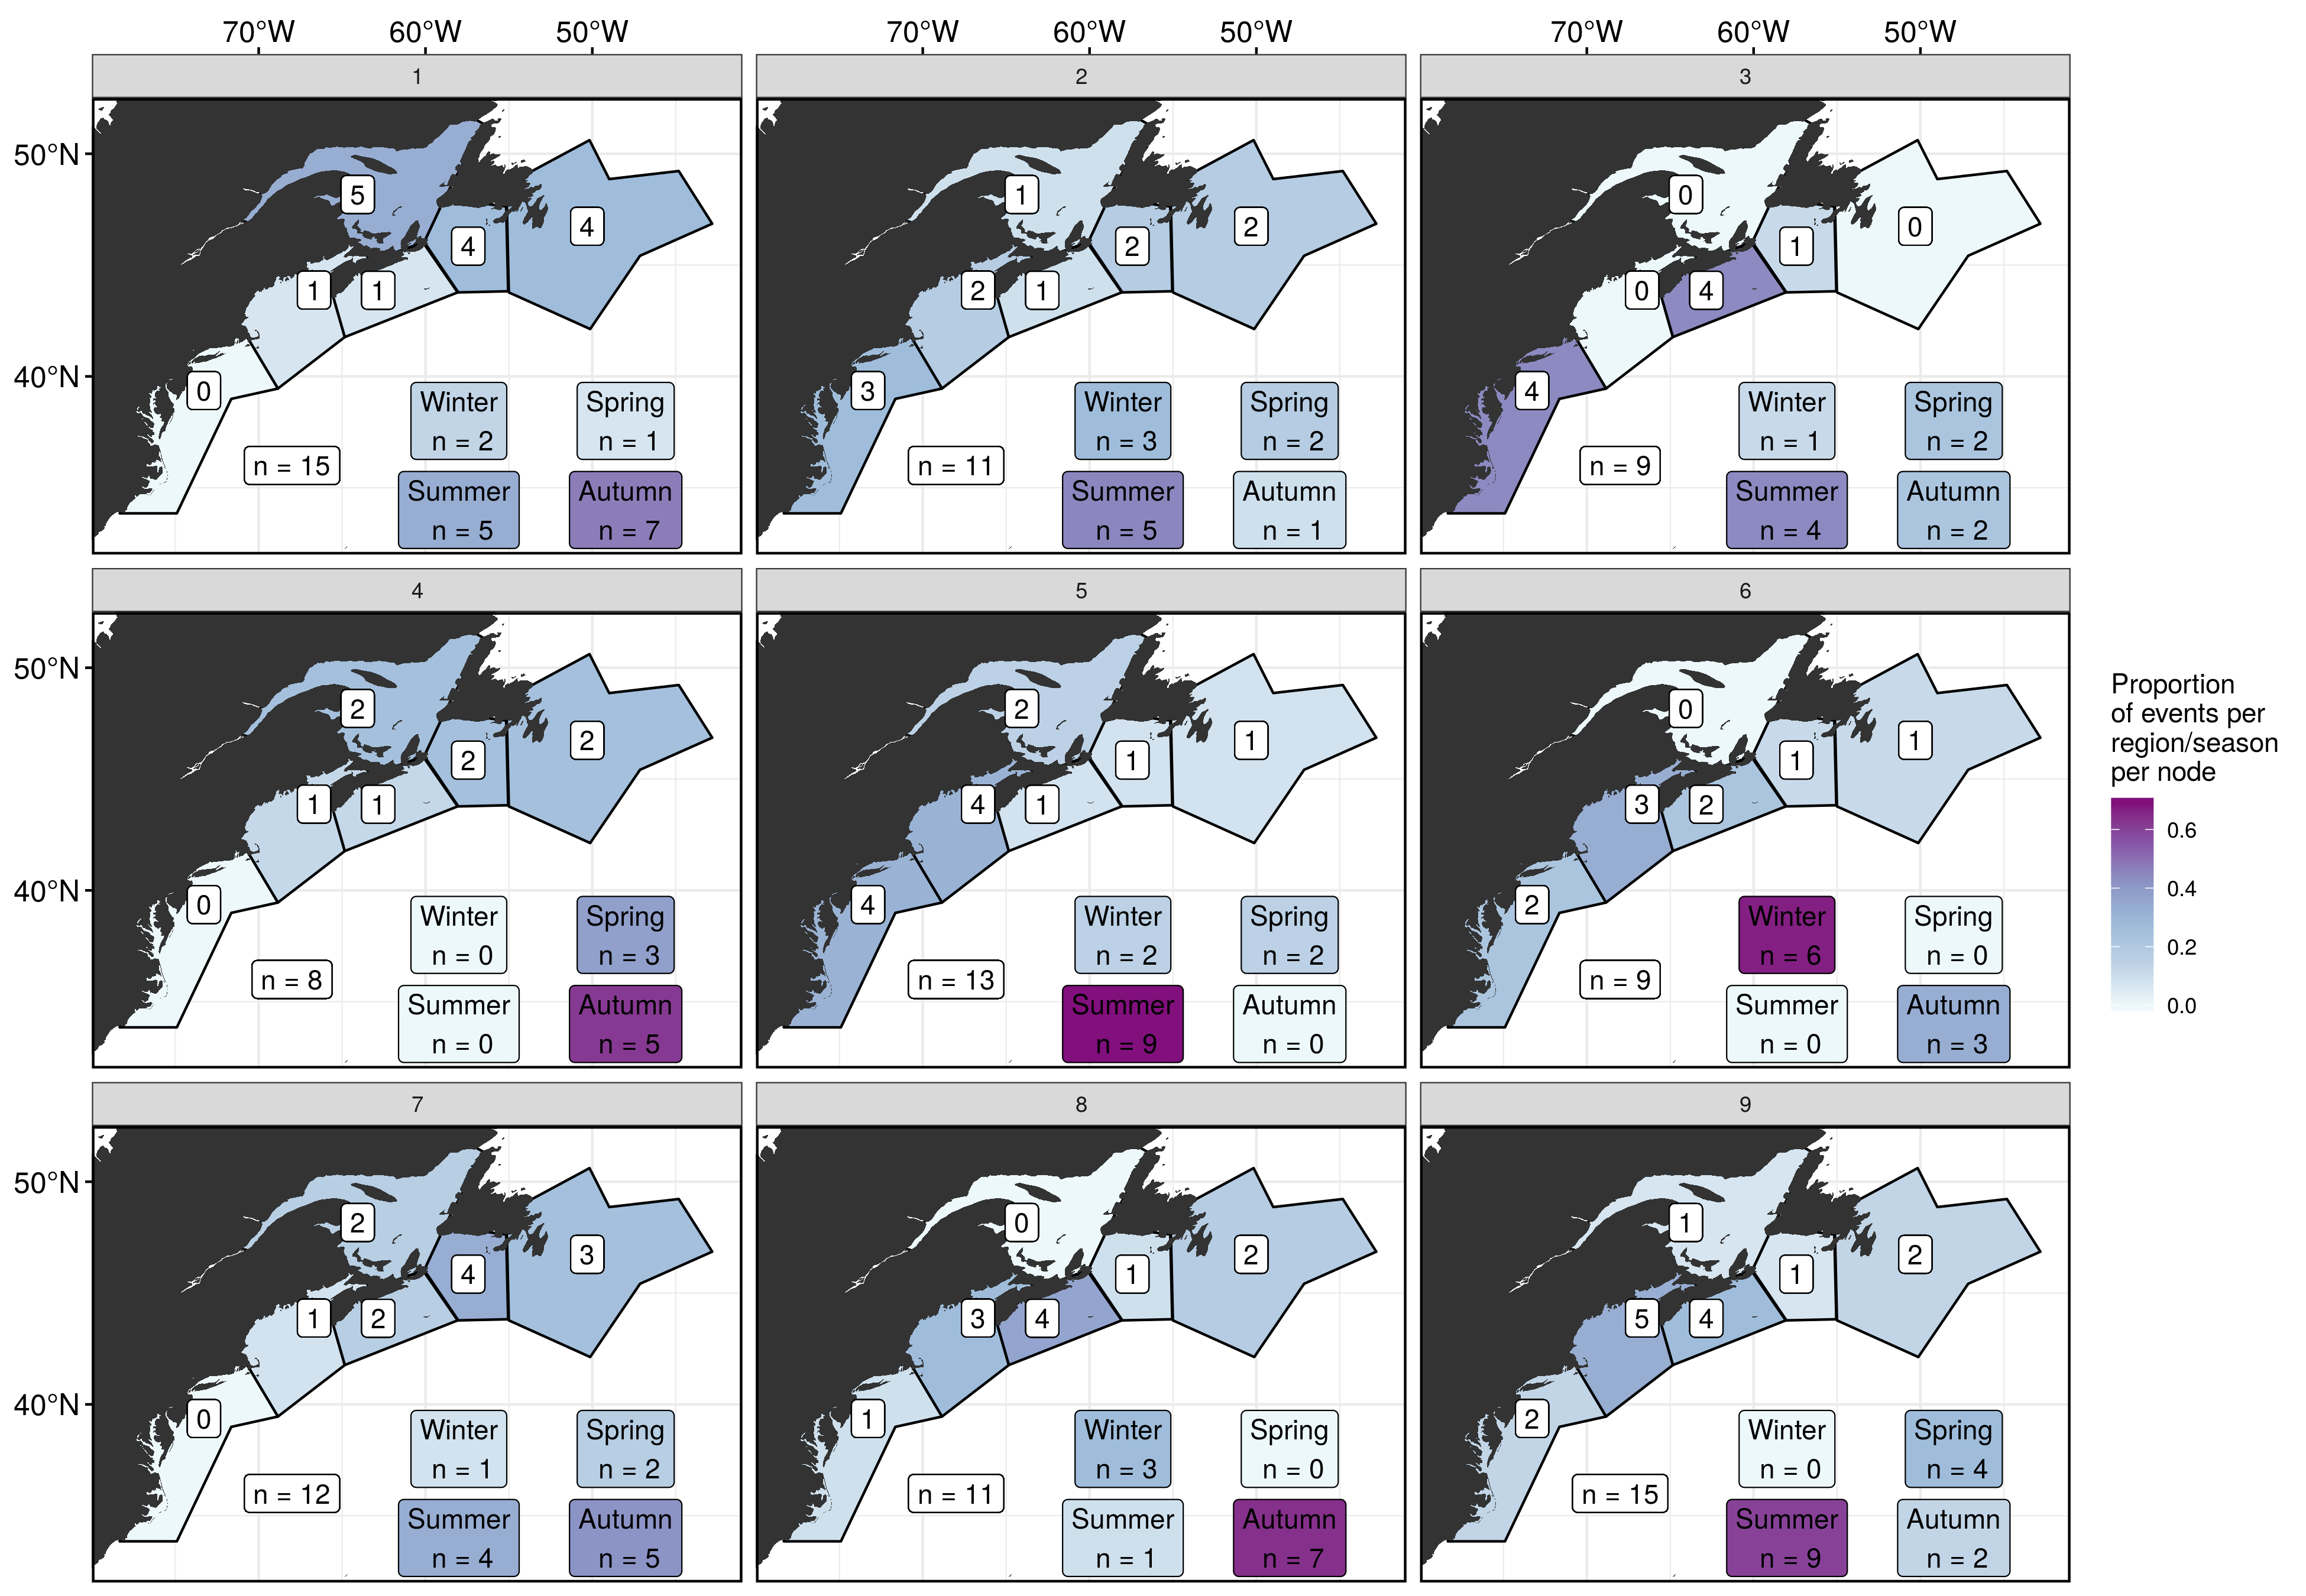 70°W 60°W 50°W 70°W 60°W 50°W 70°W 60°W 50°W
1 2 3
50°N
5 4 4 1 1 0
n = 15
Winter
n = 2
Spring
n = 1
Summer
n = 5
Autumn
n = 7
1 2 2 2 1 3
n = 11
Winter
n = 3
Spring
n = 2
Summer
n = 5
Autumn
n = 1
0 0 1 0 4 4
n = 9
Winter
n = 1
Spring
n = 2
Summer
n = 4
Autumn
n = 2
40°N
4 5 6
50°N
2 2 2 1 1 0
n = 8
Winter
n = 0
Spring
n = 3
Summer
n = 0
Autumn
n = 5
2 1 1 4 1 4
n = 13
Winter
n = 2
Spring
n = 2
Summer
n = 9
Autumn
n = 0
0 1 1 3 2 2
n = 9
Winter
n = 6
Spring
n = 0
Summer
n = 0
Autumn
n = 3
40°N
7 8 9
50°N
2 3 4 1 2 0
n = 12
Winter
n = 1
Spring
n = 2
Summer
n = 4
Autumn
n = 5
0 2 1 3 4 1
n = 11
Winter
n = 3
Spring
n = 0
Summer
n = 1
Autumn
n = 7
1 2 1 5 4 2
n = 15
Winter
n = 0
Spring
n = 4
Summer
n = 9
Autumn
n = 2
40°N
Proportion
of events per
region/season
per node
0.6
0.4
0.2
0.0